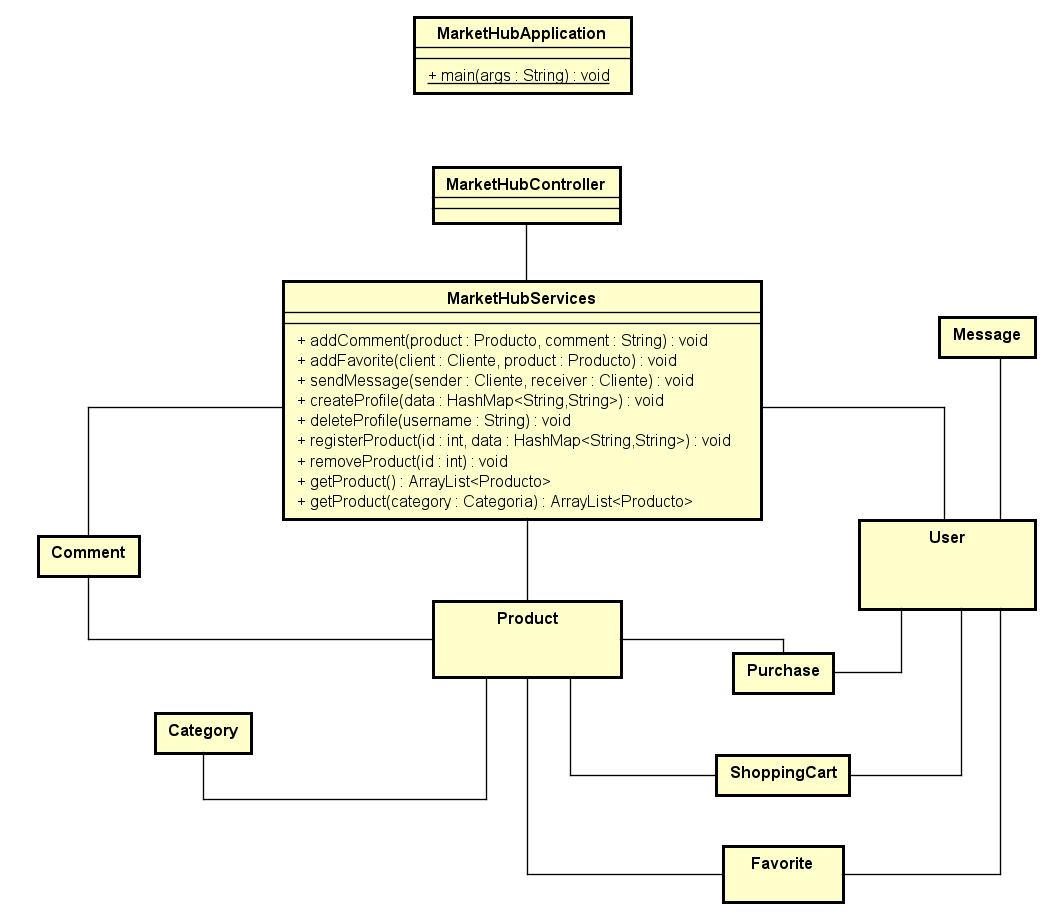 MarketHubApplication
+ main(args : String) : void
MarketHubController
MarketHubServices
+ addComment(product : Producto, comment : String) : void
+ addFavorite(client : Cliente, product : Producto) : void
+ sendMessage(sender : Cliente, receiver : Cliente) : void
+ createProfile(data : HashMap<String,String>) : void
+ deleteProfile(username : String) : void
+ registerProduct(id : int, data : HashMap<String,String>) : void
+ removeProduct(id : int) : void
+ getProduct() : ArrayList<Producto>
+ getProduct(category : Categoria) : ArrayList<Producto>
Message
Comment
User
Product
Purchase
Category
ShoppingCart
Favorite